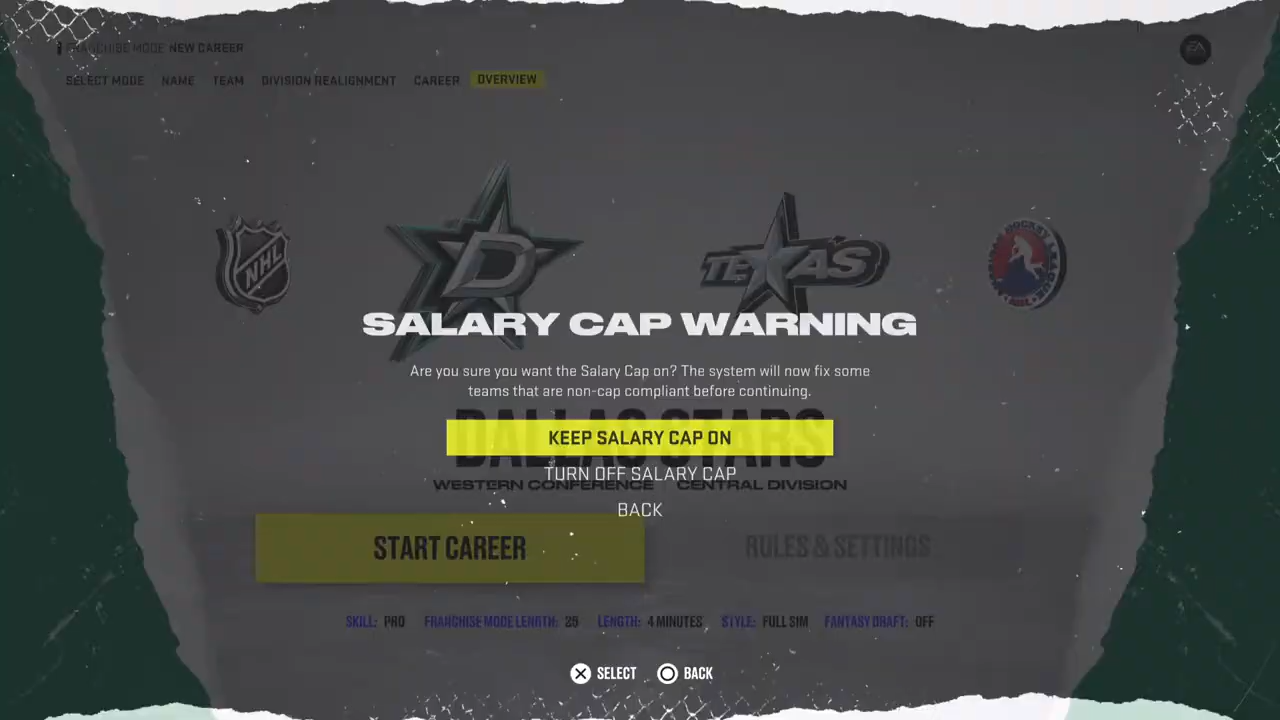 FRANCHISE MODE NEW CAREER
EA
SELECT MODE NAME TEAM DIVISION REALIGNMENT CAREER OVERVIEW
NHL
D
TEXAS
SALARY CAP WARNING
Are you sure you want the Salary Cap on? The system will now fix some
teams that are non-cap compliant before continuing.
DALLAS STARS
KEEP SALARY CAP ON
TURN OFF SALARY CAP
WESTERN CONFERENCE CENTRAL DIVISION
BACK
START CAREER RULES & SETTINGS
SKILL: PRO FRANCHISE MODE LENGTH: 25 LENGTH: 4 MINUTES STYLE: FULL SIM FANTASY DRAFT: OFF
SELECT BACK